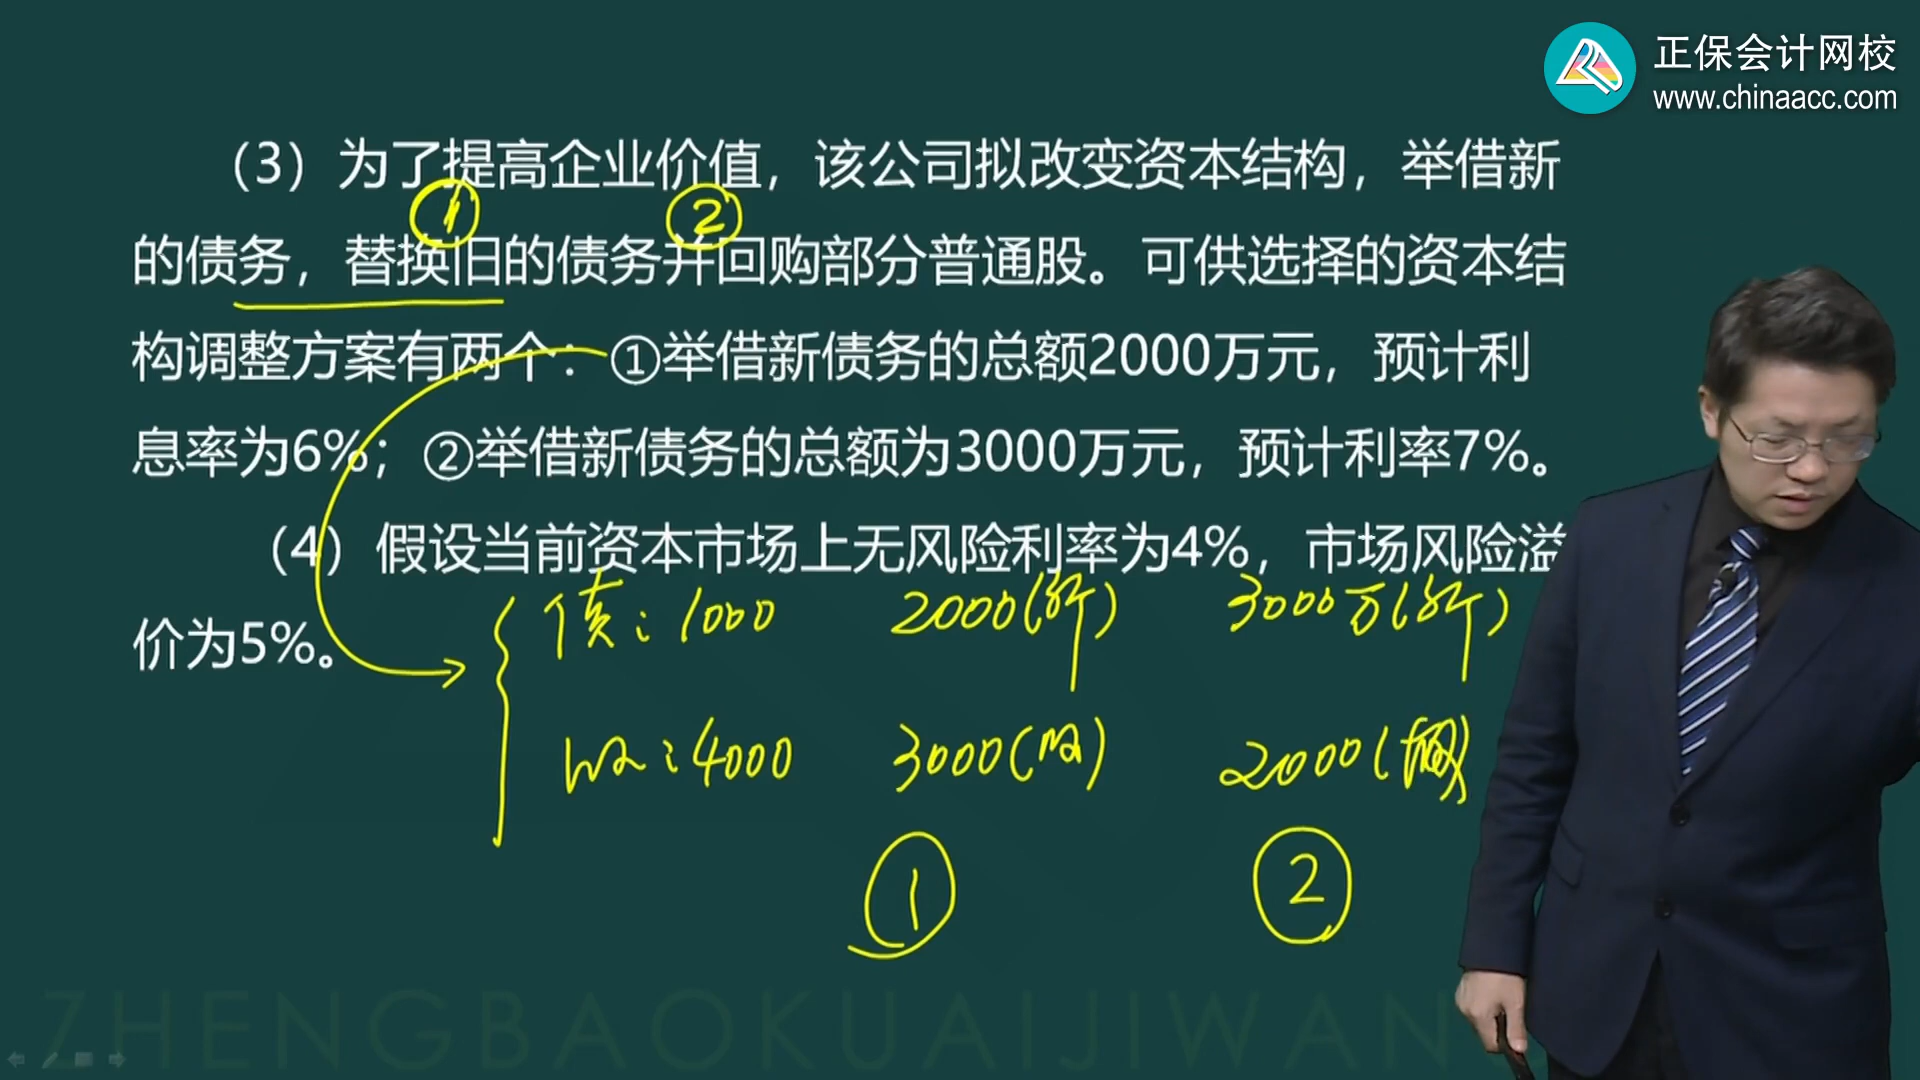 正保会计网校
www.chinaacc.com
（3）为了提高企业价值，该公司拟改变资本结构，举借新
① ②
的债务，替换旧的债务并回购部分普通股。可供选择的资本结
构调整方案有两个：①举借新债务的总额2000万元，预计利
息率为6%；②举借新债务的总额为3000万元，预计利率7%。
（4）假设当前资本市场上无风险利率为4%，市场风险溢
价为5%。
债：1000 2000(新) 3000万(新)
股：4000 3000(股) 2000(股)
① ②
ZHENGBAOKUAIJIWAN